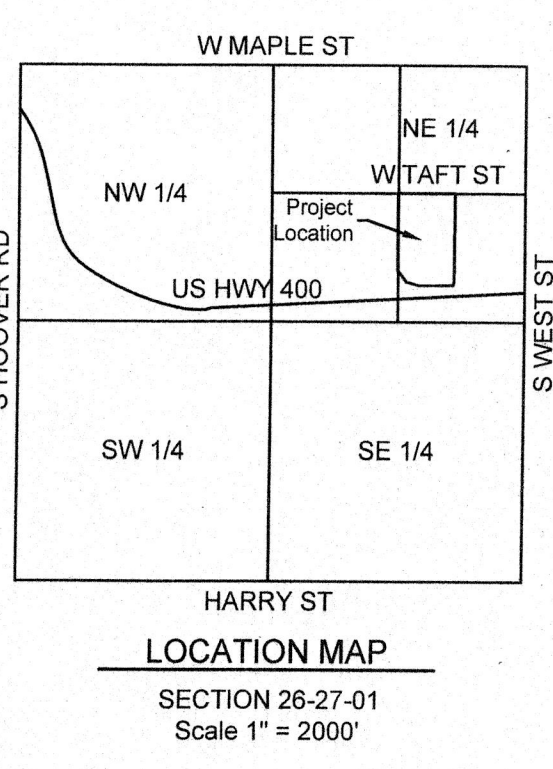 W MAPLE ST
NE 1/4
W TAFT ST
NW 1/4
Project
Location
US HWY 400
S HOOVER RD
S WEST ST
SW 1/4
SE 1/4
HARRY ST
LOCATION MAP
SECTION 26-27-01
Scale 1" = 2000'